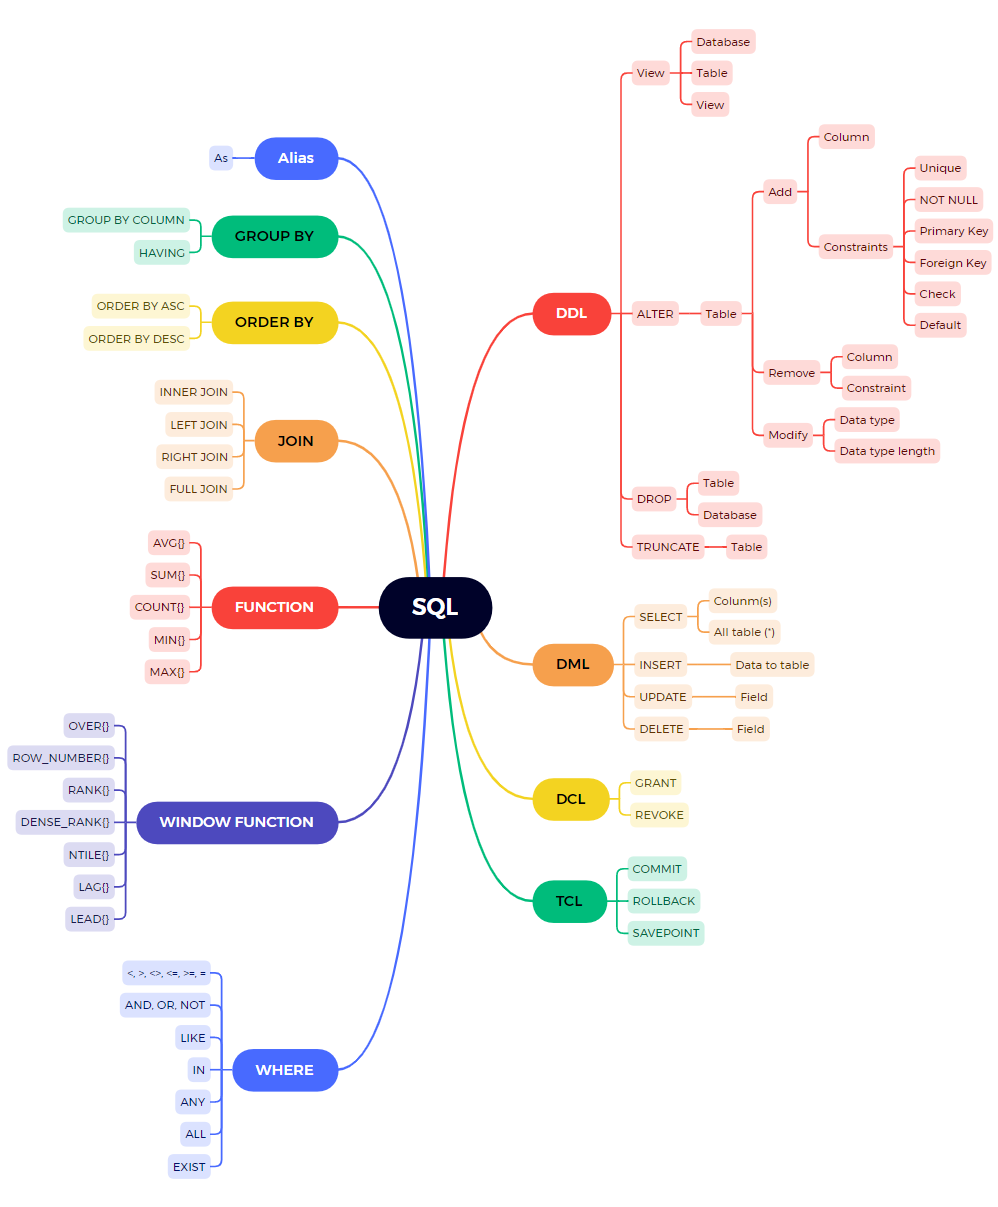 SQL
Alias
As
GROUP BY
GROUP BY COLUMN
HAVING
ORDER BY
ORDER BY ASC
ORDER BY DESC
JOIN
INNER JOIN
LEFT JOIN
RIGHT JOIN
FULL JOIN
FUNCTION
AVG{}
SUM{}
COUNT{}
MIN{}
MAX{}
WINDOW FUNCTION
OVER{}
ROW_NUMBER{}
RANK{}
DENSE_RANK{}
NTILE{}
LAG{}
LEAD{}
WHERE
<, >, <>, <=, >=, =
AND, OR, NOT
LIKE
IN
ANY
ALL
EXIST
DDL
View
Database
Table
View
ALTER
Table
Add
Column
Constraints
Unique
NOT NULL
Primary Key
Foreign Key
Check
Default
Remove
Column
Constraint
Modify
Data type
Data type length
DROP
Table
Database
TRUNCATE
Table
DML
SELECT
Colunm(s)
All table (*)
INSERT
Data to table
UPDATE
Field
DELETE
Field
DCL
GRANT
REVOKE
TCL
COMMIT
ROLLBACK
SAVEPOINT